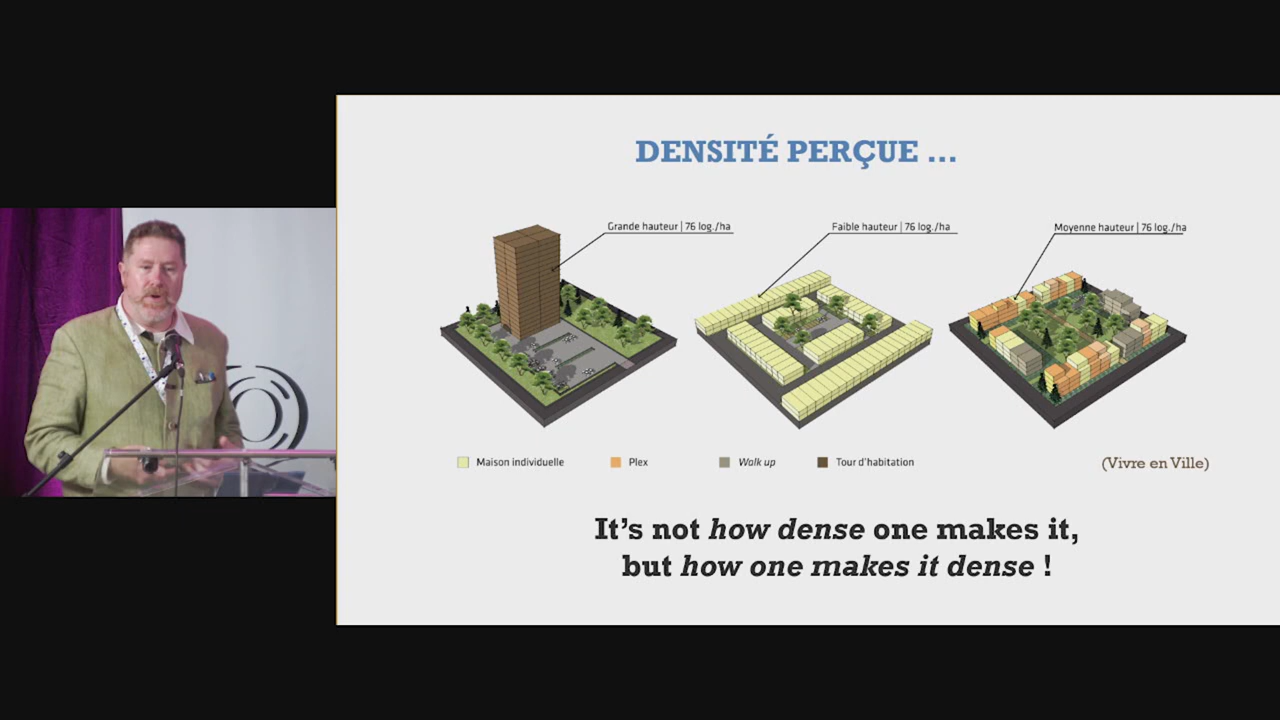 DENSITÉ PERÇUE ...
Grande hauteur | 76 log./ha
Faible hauteur | 76 log./ha
Moyenne hauteur | 76 log./ha
Maison individuelle
Plex
Walk up
Tour d'habitation
(Vivre en Ville)
It's not how dense one makes it,
but how one makes it dense !